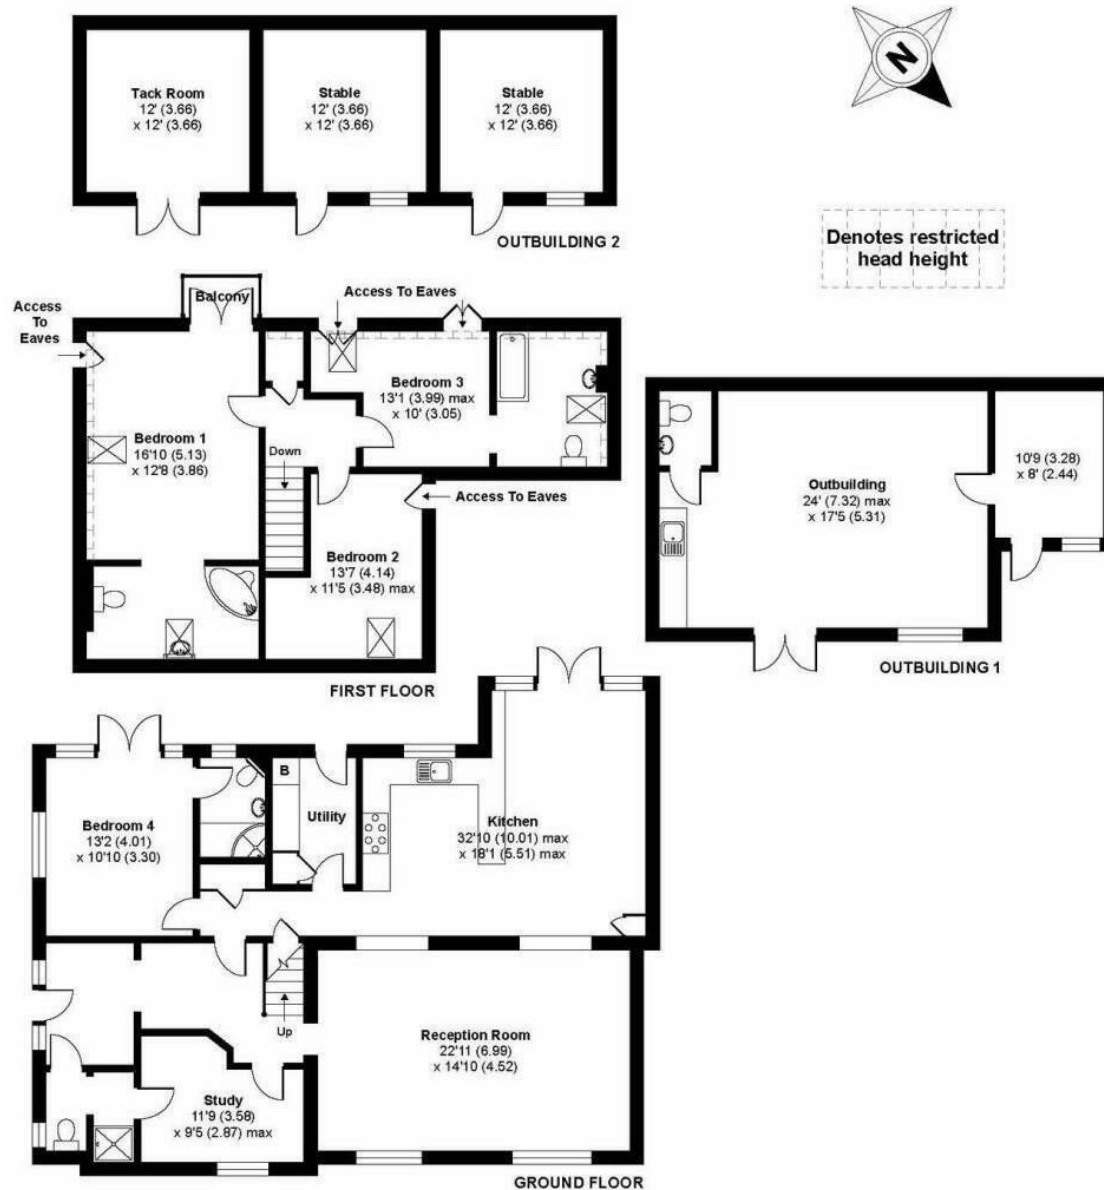 N
Tack Room
12' (3.66)
x 12' (3.66)
Stable
12' (3.66)
x 12' (3.66)
Stable
12' (3.66)
x 12' (3.66)
OUTBUILDING 2
Denotes restricted
head height
Access
To
Eaves
Balcony
Access To Eaves
Bedroom 1
16'10 (5.13)
x 12'8 (3.86)
Down
Bedroom 3
13'1 (3.99) max
x 10' (3.05)
Access To Eaves
Bedroom 2
13'7 (4.14)
x 11'5 (3.48) max
FIRST FLOOR
Outbuilding
24' (7.32) max
x 17'5 (5.31)
10'9 (3.28)
x 8' (2.44)
OUTBUILDING 1
Bedroom 4
13'2 (4.01)
x 10'10 (3.30)
B
Utility
Kitchen
32'10 (10.01) max
x 18'1 (5.51) max
Up
Reception Room
22'11 (6.99)
x 14'10 (4.52)
Study
11'9 (3.58)
x 9'5 (2.87) max
GROUND FLOOR